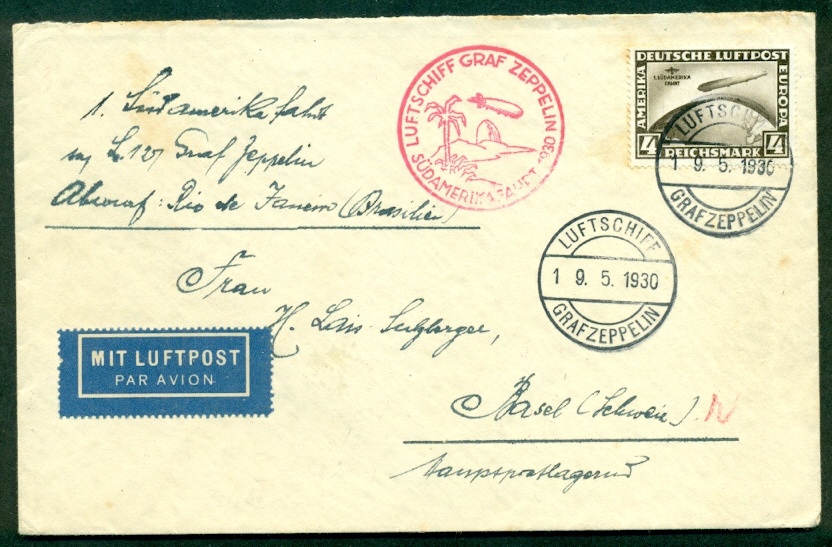 1. Südamerikafahrt
m/ L.127 Graf Zeppelin
Abwurf: Rio de Janeiro (Brasilien)
LUFTSCHIFF GRAF ZEPPELIN 1930
SÜDAMERIKAFAHRT
DEUTSCHE LUFTPOST
AMERIKA
EUROPA
1. SÜDAMERIKA
FAHRT
4 REICHSMARK 4
LUFTSCHIFF
1 9. 5. 1930
GRAFZEPPELIN
LUFTSCHIFF
1 9. 5. 1930
GRAFZEPPELIN
Frau
H. Sulzberger,
MIT LUFTPOST
PAR AVION
Basel (Schweiz). N
Hauptpostlagernd